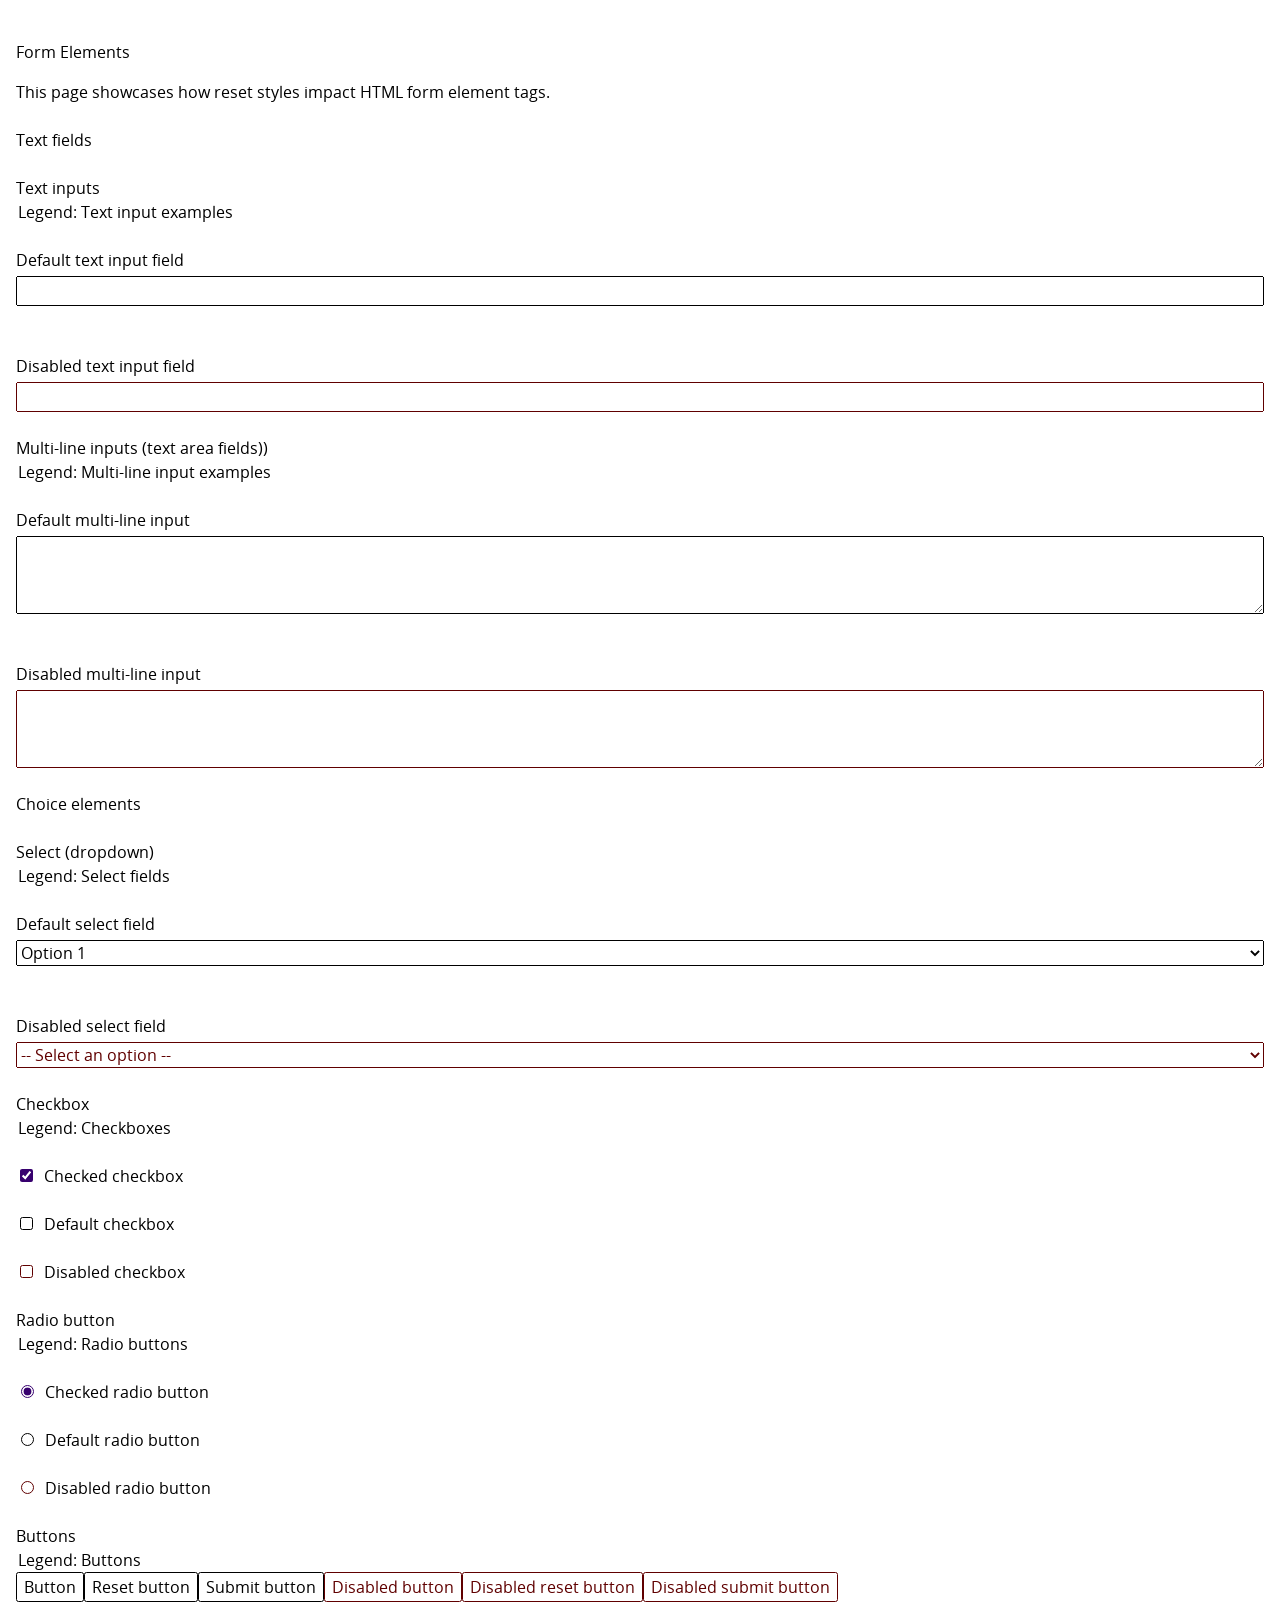 Form Elements
This page showcases how reset styles impact HTML form element tags.
Text fields
Text inputs
Legend: Text input examples
Default text input field
Disabled text input field
Multi-line inputs (text area fields))
Legend: Multi-line input examples
Default multi-line input
Disabled multi-line input
Choice elements
Select (dropdown)
Legend: Select fields
Default select field
Option 1
Disabled select field
-- Select an option --
Checkbox
Legend: Checkboxes
Checked checkbox
Default checkbox
Disabled checkbox
Radio button
Legend: Radio buttons
Checked radio button
Default radio button
Disabled radio button
Buttons
Legend: Buttons
Button Reset button Submit button Disabled button Disabled reset button Disabled submit button